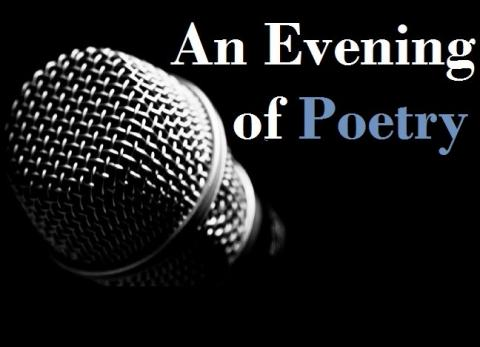 An Evening
of Poetry